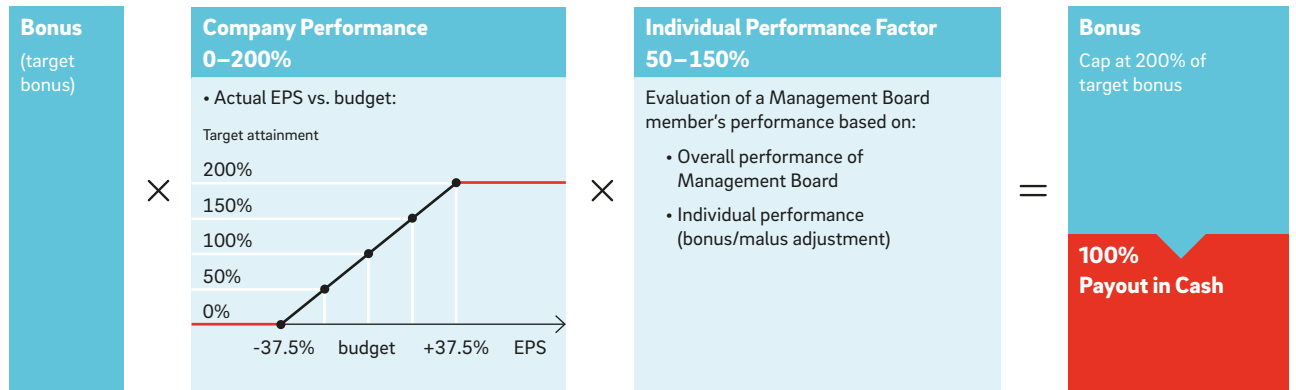 Bonus
(target
bonus)
×
Company Performance
0–200%
• Actual EPS vs. budget:
Target attainment
200%
150%
100%
50%
0%
-37.5% budget +37.5% EPS
×
Individual Performance Factor
50–150%
Evaluation of a Management Board
member’s performance based on:
• Overall performance of
Management Board
• Individual performance
(bonus/malus adjustment)
=
Bonus
Cap at 200% of
target bonus
100%
Payout in Cash